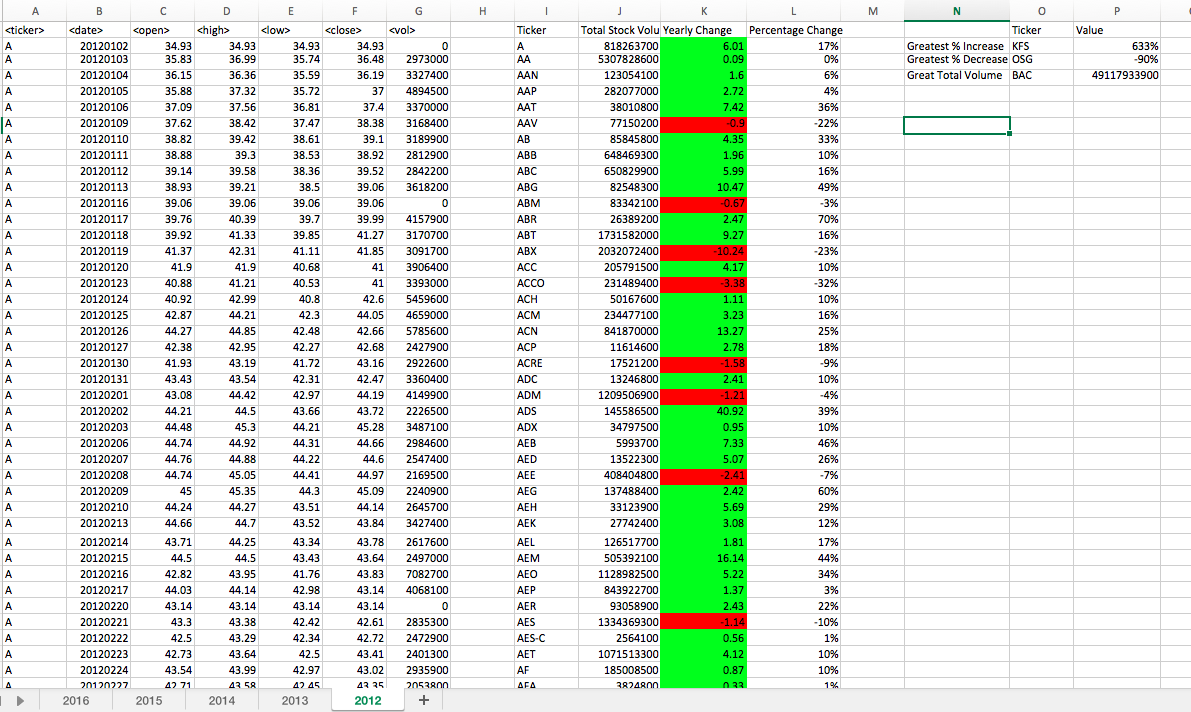 A B C D E F G H I J K L M N O P
<ticker> <date> <open> <high> <low> <close> <vol> Ticker Total Stock Volu Yearly Change Percentage Change Ticker Value
A 20120102 34.93 34.93 34.93 34.93 0 A 818263700 6.01 17% Greatest % Increase KFS 633%
A 20120103 35.83 36.99 35.74 36.48 2973000 AA 5307828600 0.09 0% Greatest % Decrease OSG -90%
A 20120104 36.15 36.36 35.59 36.19 3327400 AAN 123054100 1.6 6% Great Total Volume BAC 49117933900
A 20120105 35.88 37.32 35.72 37 4894500 AAP 282077000 2.72 4%
A 20120106 37.09 37.56 36.81 37.4 3370000 AAT 38010800 7.42 36%
A 20120109 37.62 38.42 37.47 38.38 3168400 AAV 77150200 -0.9 -22%
A 20120110 38.82 39.42 38.61 39.1 3189900 AB 85845800 4.35 33%
A 20120111 38.88 39.3 38.53 38.92 2812900 ABB 648469300 1.96 10%
A 20120112 39.14 39.58 38.36 39.52 2842200 ABC 650829900 5.99 16%
A 20120113 38.93 39.21 38.5 39.06 3618200 ABG 82548300 10.47 49%
A 20120116 39.06 39.06 39.06 39.06 0 ABM 83342100 -0.67 -3%
A 20120117 39.76 40.39 39.7 39.99 4157900 ABR 26389200 2.47 70%
A 20120118 39.92 41.33 39.85 41.27 3170700 ABT 1731582000 9.27 16%
A 20120119 41.37 42.31 41.11 41.85 3091700 ABX 2032072400 -10.24 -23%
A 20120120 41.9 41.9 40.68 41 3906400 ACC 205791500 4.17 10%
A 20120123 40.88 41.21 40.53 41 3393000 ACCO 231489400 -3.38 -32%
A 20120124 40.92 42.99 40.8 42.6 5459600 ACH 50167600 1.11 10%
A 20120125 42.87 44.21 42.3 44.05 4659000 ACM 234477100 3.23 16%
A 20120126 44.27 44.85 42.48 42.66 5785600 ACN 841870000 13.27 25%
A 20120127 42.38 42.95 42.27 42.68 2427900 ACP 11614600 2.78 18%
A 20120130 41.93 43.19 41.72 43.16 2922600 ACRE 17521200 -1.58 -9%
A 20120131 43.43 43.54 42.31 42.47 3360400 ADC 13246800 2.41 10%
A 20120201 43.08 44.42 42.97 44.19 4149900 ADM 1209506900 -1.21 -4%
A 20120202 44.21 44.5 43.66 43.72 2226500 ADS 145586500 40.92 39%
A 20120203 44.48 45.3 44.21 45.28 3487100 ADX 34797500 0.95 10%
A 20120206 44.74 44.92 44.31 44.66 2984600 AEB 5993700 7.33 46%
A 20120207 44.76 44.88 44.22 44.6 2547400 AED 13522300 5.07 26%
A 20120208 44.74 45.05 44.41 44.97 2169500 AEE 408404800 -2.41 -7%
A 20120209 45 45.35 44.3 45.09 2240900 AEG 137488400 2.42 60%
A 20120210 44.24 44.27 43.51 44.14 2645700 AEH 33123900 5.69 29%
A 20120213 44.66 44.7 43.52 43.84 3427400 AEK 27742400 3.08 12%
A 20120214 43.71 44.25 43.34 43.78 2617600 AEL 126517700 1.81 17%
A 20120215 44.5 44.5 43.43 43.64 2497000 AEM 505392100 16.14 44%
A 20120216 42.82 43.95 41.76 43.83 7082700 AEO 1128982500 5.22 34%
A 20120217 44.03 44.14 42.98 43.14 4068100 AEP 843922700 1.37 3%
A 20120220 43.14 43.14 43.14 43.14 0 AER 93058900 2.43 22%
A 20120221 43.3 43.38 42.42 42.61 2835300 AES 1334369300 -1.14 -10%
A 20120222 42.5 43.29 42.34 42.72 2472900 AES-C 2564100 0.56 1%
A 20120223 42.73 43.64 42.5 43.41 2401300 AET 1071513300 4.12 10%
A 20120224 43.54 43.99 42.97 43.02 2935900 AF 185008500 0.87 10%
A 20120227 42.71 43.58 42.45 43.35 2053800 AFA 3824800 0.33 1%
2016 2015 2014 2013 2012 +